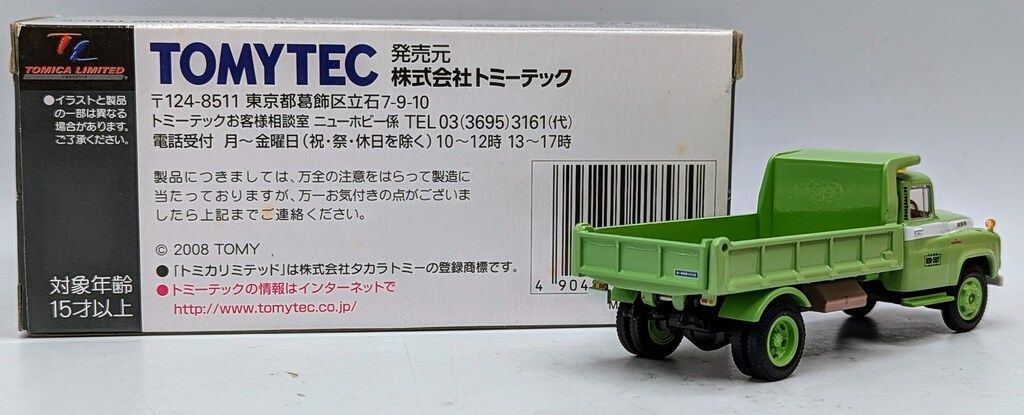 TOMICA LIMITED
●イラストと製品
の一部は異なる
場合があります。
ご了承ください。
対象年齢
15才以上
TOMYTEC 発売元
株式会社トミーテック
〒124-8511 東京都葛飾区立石7-9-10
トミーテックお客様相談室 ニューホビー係 TEL 03(3695)3161(代)
電話受付 月～金曜日(祝・祭・休日を除く)10～12時 13～17時
製品につきましては、万全の注意をはらって製造に
当たっておりますが、万一お気付きの点がございま
したら上記までご連絡ください。
© 2008 TOMY
●「トミカリミテッド」は株式会社タカラトミーの登録商標です。
●トミーテックの情報はインターネットで
http://www.tomytec.co.jp/
4 904